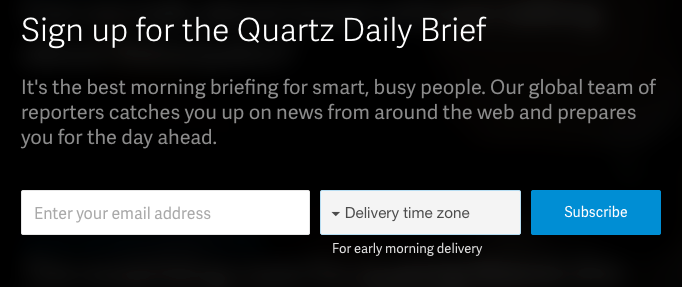 Sign up for the Quartz Daily Brief
It's the best morning briefing for smart, busy people. Our global team of
reporters catches you up on news from around the web and prepares
you for the day ahead.
Enter your email address
Delivery time zone
Subscribe
For early morning delivery